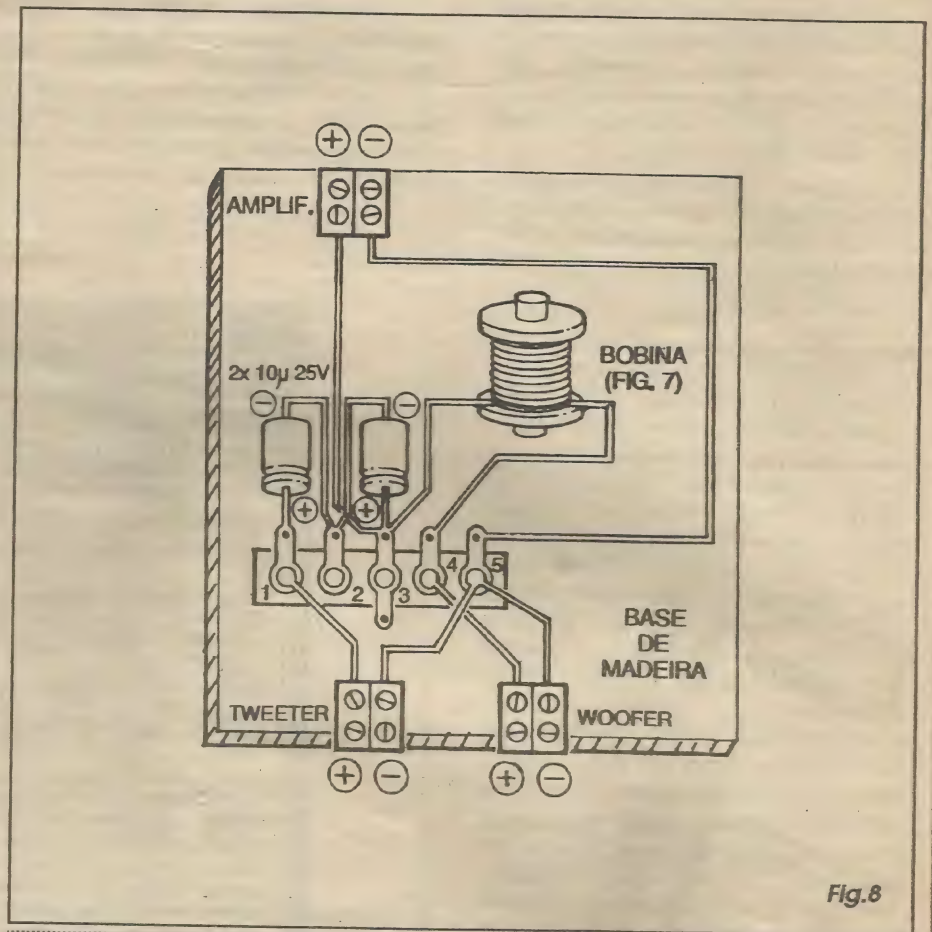 ⊕ ⊖
AMPLIF.
BOBINA
(FIG. 7)
2x 10µ 25V
⊖ ⊖
⊕ ⊕
1 2 3 4 5
BASE
DE
MADEIRA
TWEETER
WOOFER
⊕ ⊖ ⊕ ⊖
Fig.8